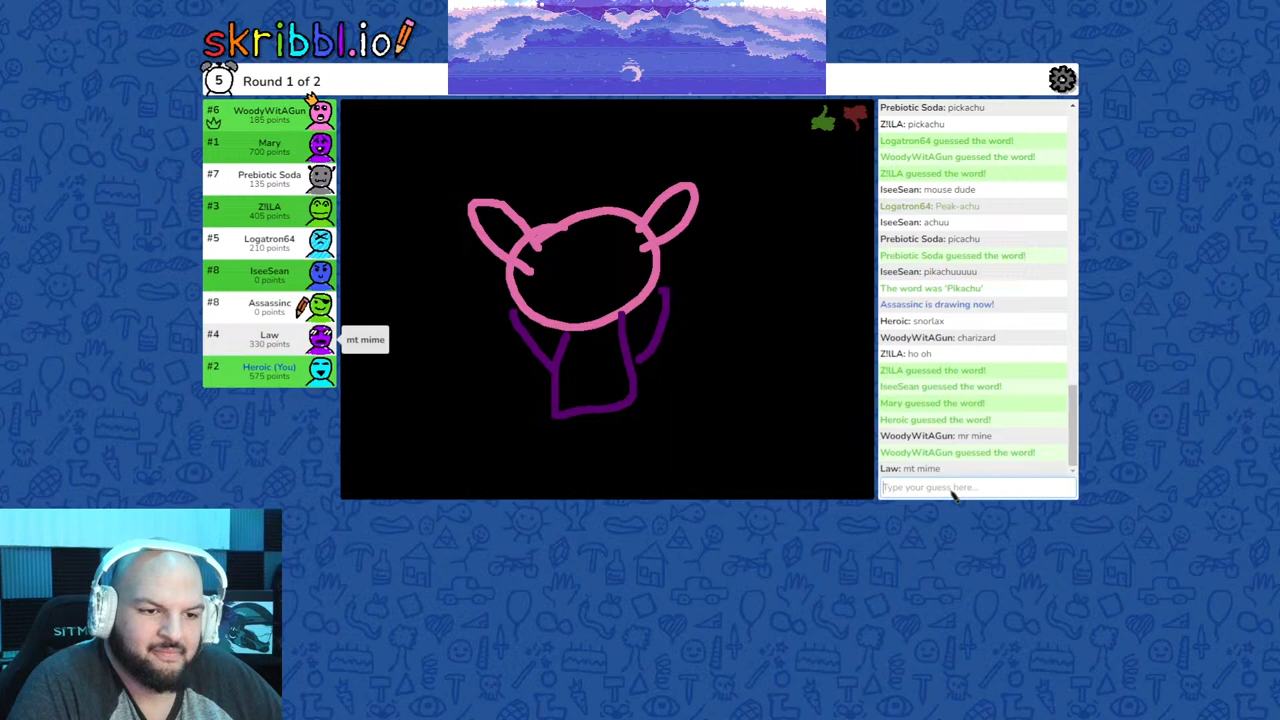 skribbl.io
5
Round 1 of 2
#6 WoodyWitAGun
185 points
#1 Mary
700 points
#7 Prebiotic Soda
135 points
#3 Z!lLA
405 points
#5 Logatron64
210 points
#8 IseeSean
0 points
#8 Assassinc
0 points
#4 Law
330 points
mt mime
#2 Heroic (You)
575 points
Prebiotic Soda: pickachu
Z!lLA: pickachu
Logatron64 guessed the word!
WoodyWitAGun guessed the word!
Z!lLA guessed the word!
IseeSean: mouse dude
Logatron64: Peak-achu
IseeSean: achuu
Prebiotic Soda: picachu
Prebiotic Soda guessed the word!
IseeSean: pikachuuuuu
The word was 'Pikachu'
Assassinc is drawing now!
Heroic: snorlax
WoodyWitAGun: charizard
Z!lLA: ho oh
Z!lLA guessed the word!
IseeSean guessed the word!
Mary guessed the word!
Heroic guessed the word!
WoodyWitAGun: mr mine
WoodyWitAGun guessed the word!
Law: mt mime
Type your guess here...